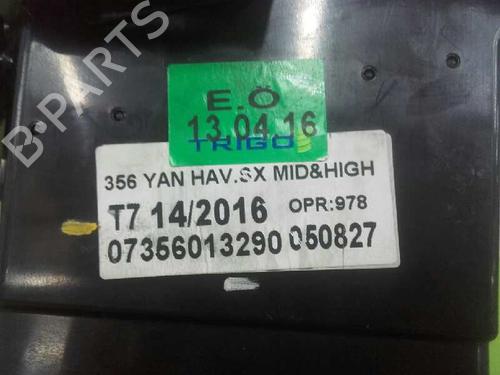 B-PARTS
E.Ö
13.04.16
TRIGO
356 YAN HAV.SX MID&HIGH
T7 14/2016 OPR:978
07356013290 050827